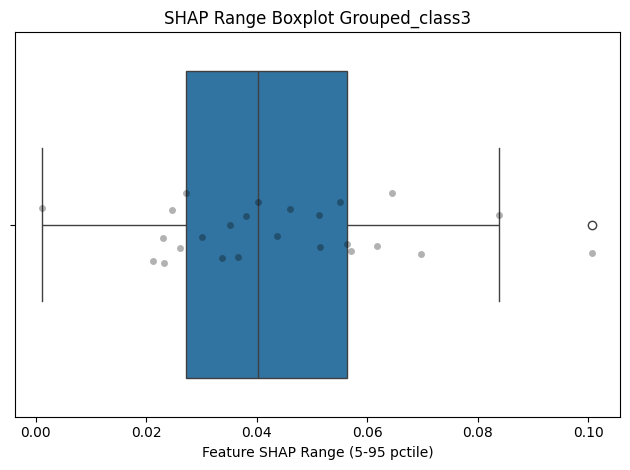 SHAP Range Boxplot Grouped_class3
0.00 0.02 0.04 0.06 0.08 0.10
Feature SHAP Range (5-95 pctile)